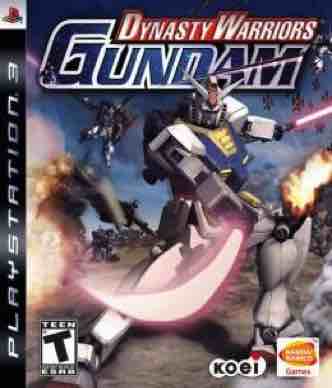 DYNASTY WARRIORS
GUNDAM
PLAYSTATION 3
TEEN
T
ESRB
KOEI
BANDAI
NAMCO
Games